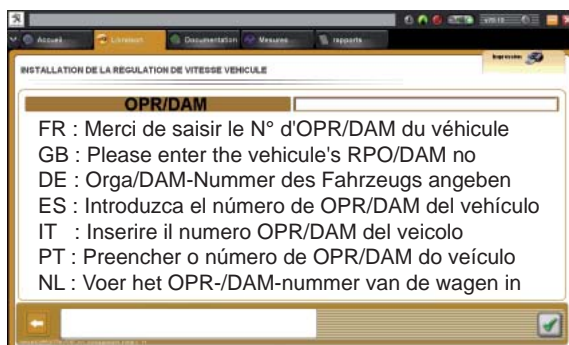 Accueil Livraison Documentation Mesures rapports
Impression
INSTALLATION DE LA REGULATION DE VITESSE VEHICULE
OPR/DAM
FR : Merci de saisir le N° d'OPR/DAM du véhicule
GB : Please enter the vehicule's RPO/DAM no
DE : Orga/DAM-Nummer des Fahrzeugs angeben
ES : Introduzca el número de OPR/DAM del vehículo
IT : Inserire il numero OPR/DAM del veicolo
PT : Preencher o número de OPR/DAM do veículo
NL : Voer het OPR-/DAM-nummer van de wagen in